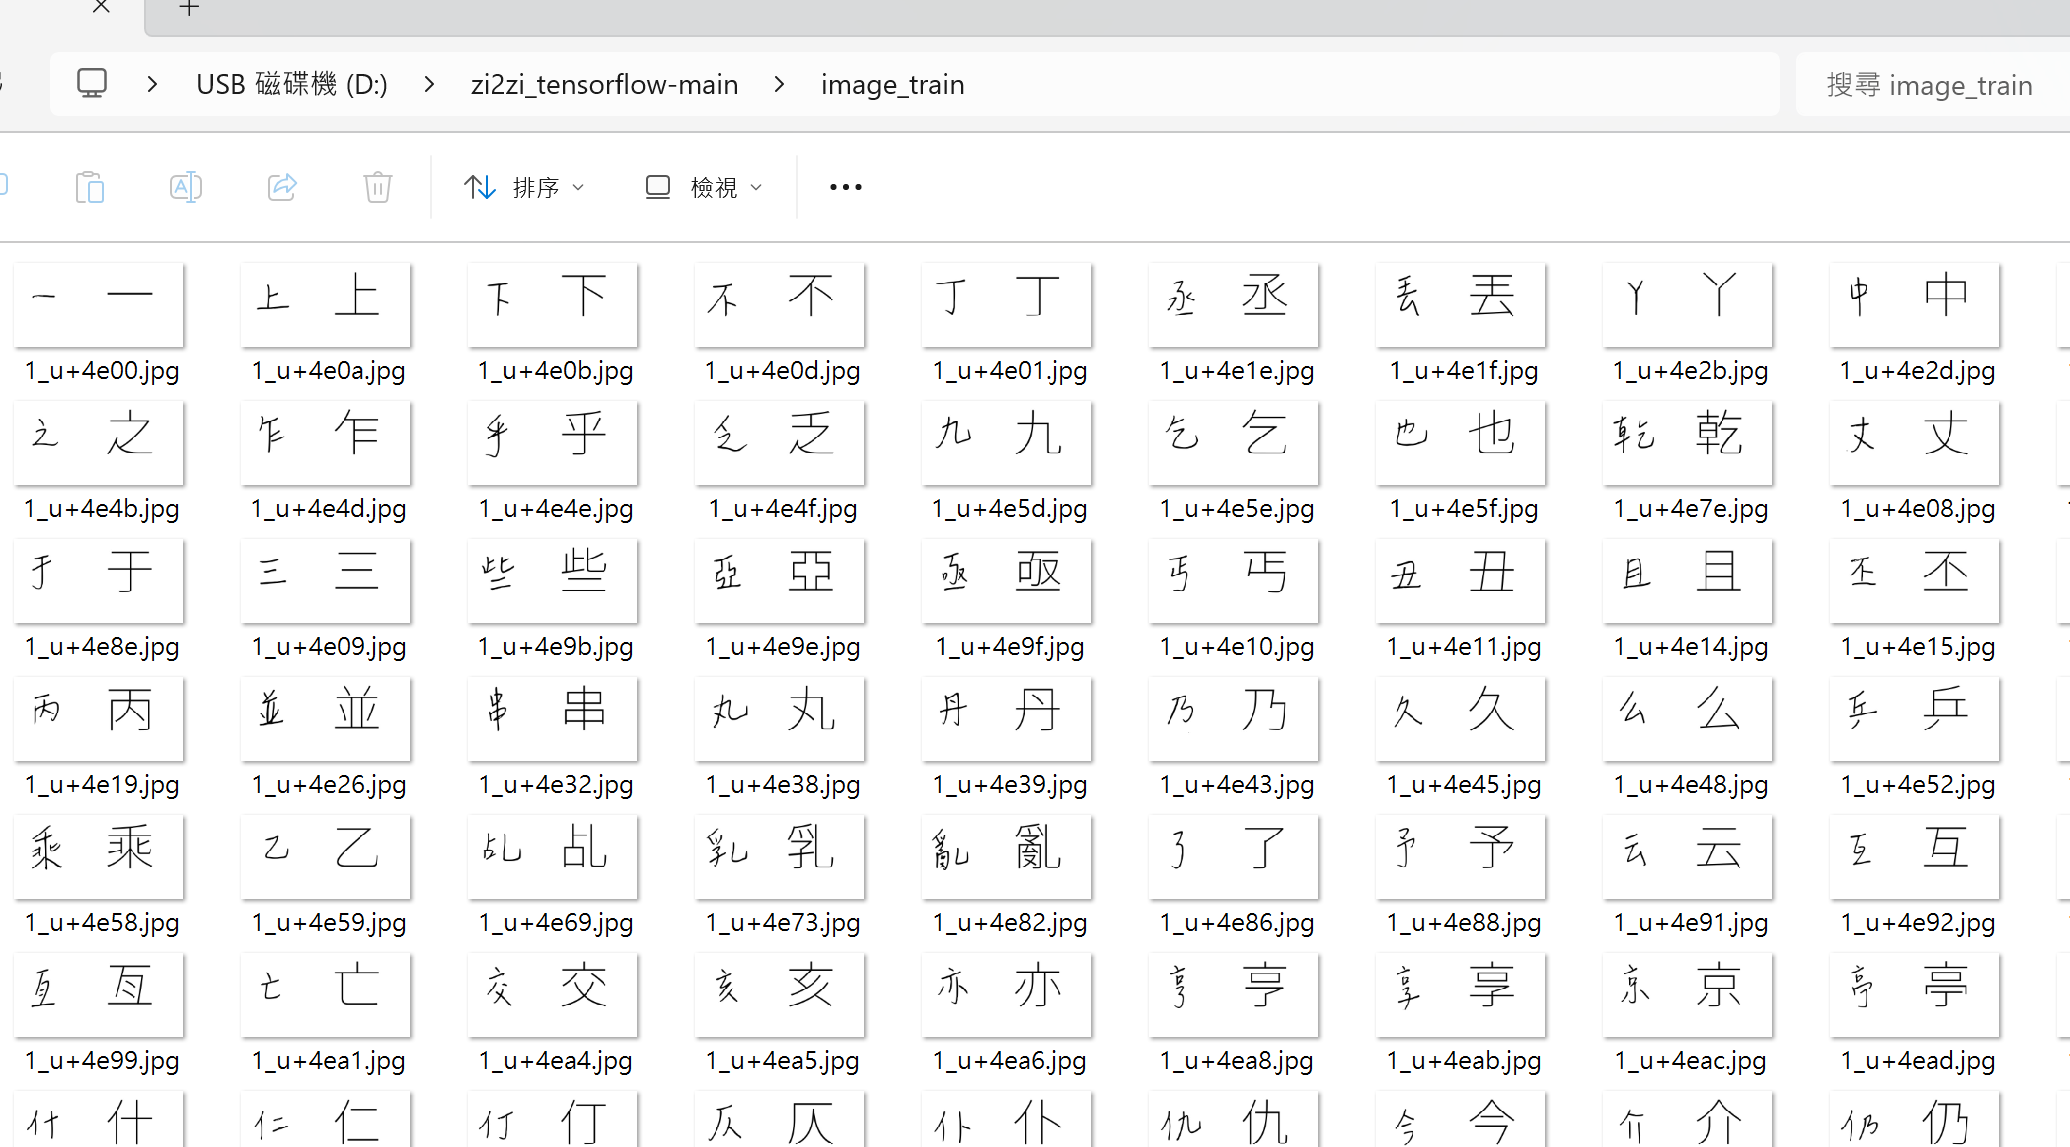 USB 磁碟機 (D:) > zi2zi_tensorflow-main > image_train
搜尋 image_train
排序
檢視
一 一 上 上 下 下 不 不 丁 丁 丞 丞 丟 丟 丫 丫 中 中
1_u+4e00.jpg 1_u+4e0a.jpg 1_u+4e0b.jpg 1_u+4e0d.jpg 1_u+4e01.jpg 1_u+4e1e.jpg 1_u+4e1f.jpg 1_u+4e2b.jpg 1_u+4e2d.jpg
之 之 乍 乍 乎 乎 乏 乏 九 九 乞 乞 也 也 乾 乾 丈 丈
1_u+4e4b.jpg 1_u+4e4d.jpg 1_u+4e4e.jpg 1_u+4e4f.jpg 1_u+4e5d.jpg 1_u+4e5e.jpg 1_u+4e5f.jpg 1_u+4e7e.jpg 1_u+4e08.jpg
于 于 三 三 些 些 亞 亞 亟 亟 丐 丐 丑 丑 且 且 丕 丕
1_u+4e8e.jpg 1_u+4e09.jpg 1_u+4e9b.jpg 1_u+4e9e.jpg 1_u+4e9f.jpg 1_u+4e10.jpg 1_u+4e11.jpg 1_u+4e14.jpg 1_u+4e15.jpg
丙 丙 並 並 串 串 丸 丸 丹 丹 乃 乃 久 久 么 么 乒 乒
1_u+4e19.jpg 1_u+4e26.jpg 1_u+4e32.jpg 1_u+4e38.jpg 1_u+4e39.jpg 1_u+4e43.jpg 1_u+4e45.jpg 1_u+4e48.jpg 1_u+4e52.jpg
乘 乘 乙 乙 乩 乩 乳 乳 亂 亂 了 了 予 予 云 云 互 互
1_u+4e58.jpg 1_u+4e59.jpg 1_u+4e69.jpg 1_u+4e73.jpg 1_u+4e82.jpg 1_u+4e86.jpg 1_u+4e88.jpg 1_u+4e91.jpg 1_u+4e92.jpg
亙 亙 亡 亡 交 交 亥 亥 亦 亦 亨 亨 享 享 京 京 亭 亭
1_u+4e99.jpg 1_u+4ea1.jpg 1_u+4ea4.jpg 1_u+4ea5.jpg 1_u+4ea6.jpg 1_u+4ea8.jpg 1_u+4eab.jpg 1_u+4eac.jpg 1_u+4ead.jpg
什 什 仁 仁 仃 仃 仄 仄 仆 仆 仇 仇 今 今 介 介 仍 仍